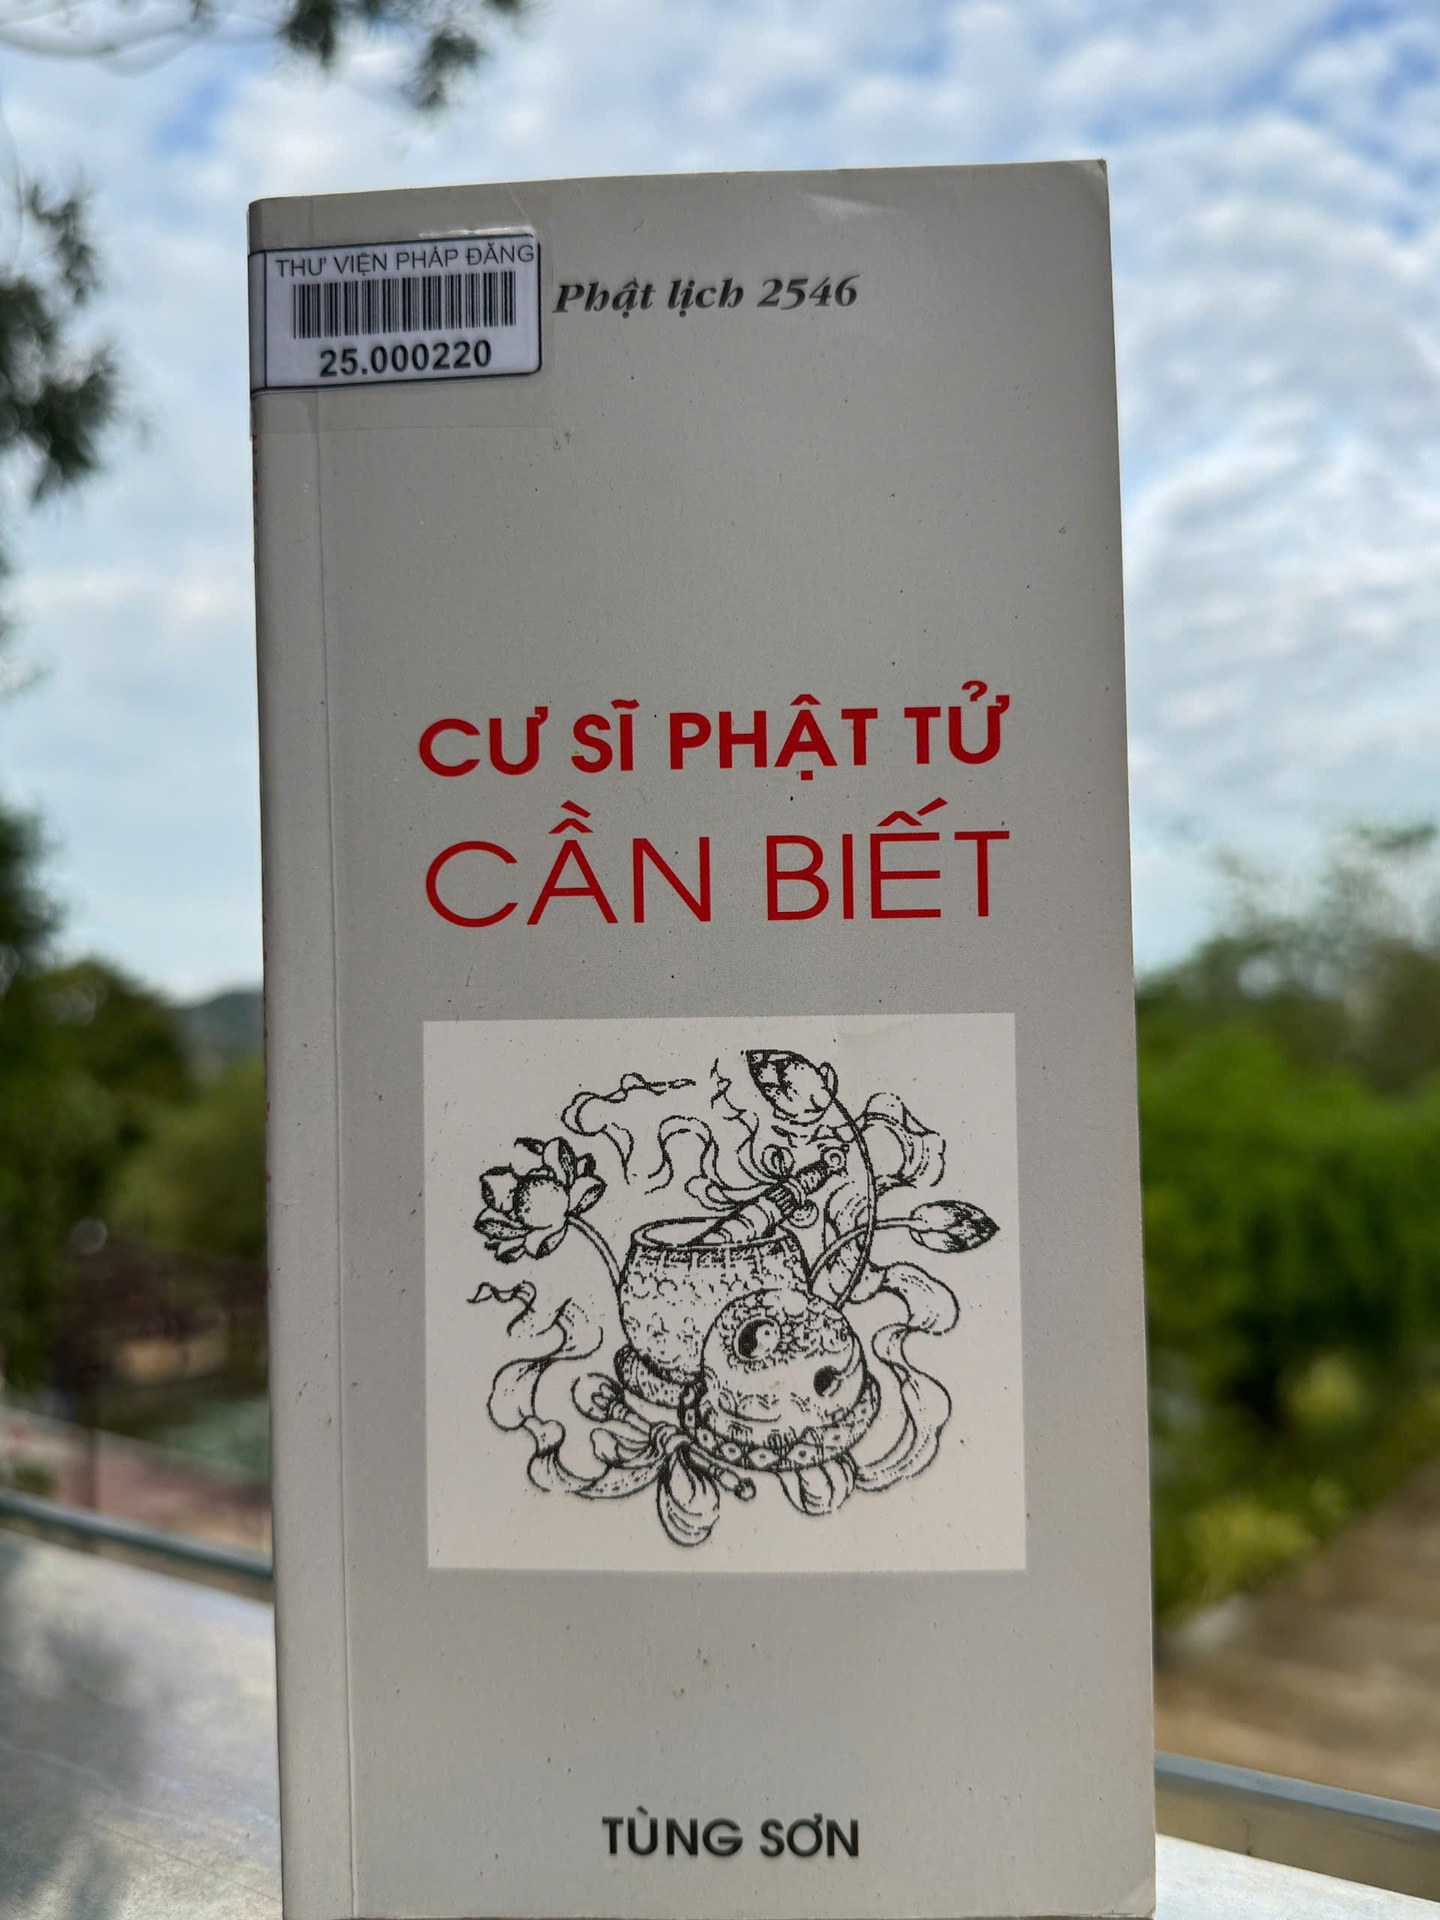 THƯ VIỆN PHÁP ĐĂNG
25.000220
Phật lịch 2546
CƯ SĨ PHẬT TỬ
CẦN BIẾT
TÙNG SƠN